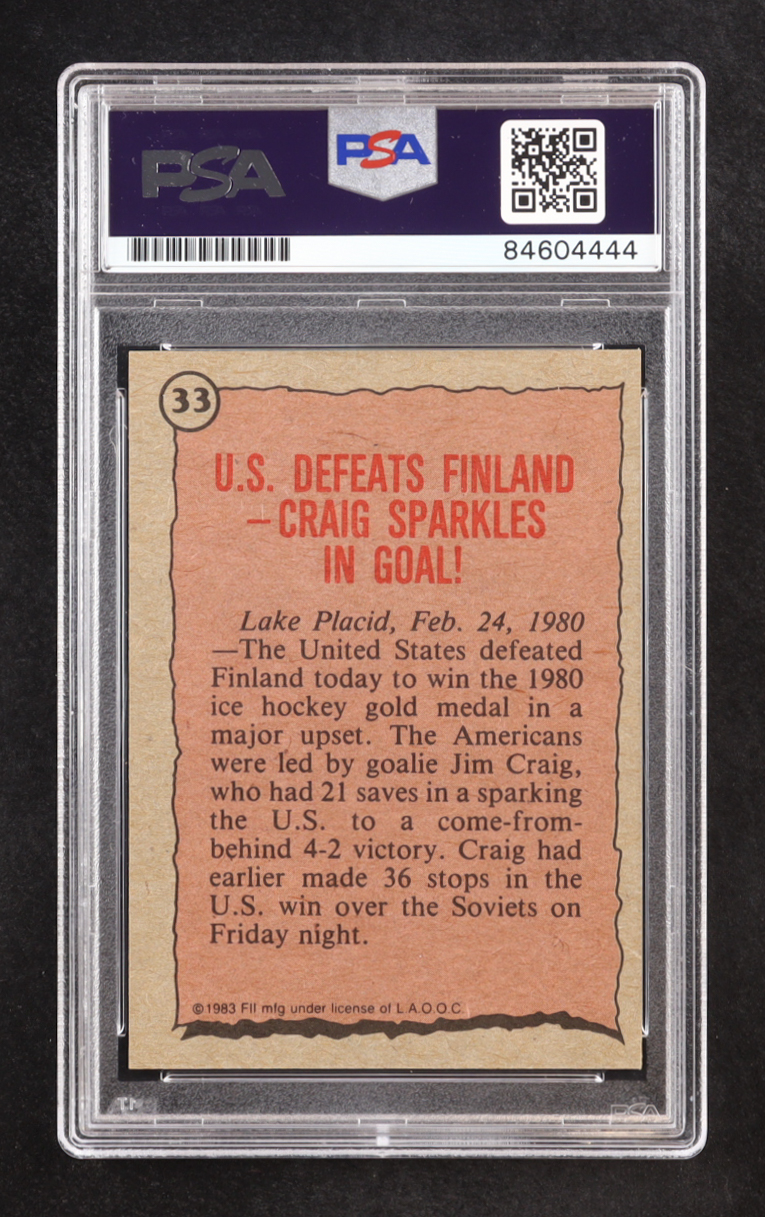 PSA
PSA
84604444
33
U.S. DEFEATS FINLAND
– CRAIG SPARKLES
IN GOAL!
Lake Placid, Feb. 24, 1980
—The United States defeated
Finland today to win the 1980
ice hockey gold medal in a
major upset. The Americans
were led by goalie Jim Craig,
who had 21 saves in a sparking
the U.S. to a come-from-
behind 4-2 victory. Craig had
earlier made 36 stops in the
U.S. win over the Soviets on
Friday night.
©1983 FII mfg under license of L.A.O.O.C.
PSA